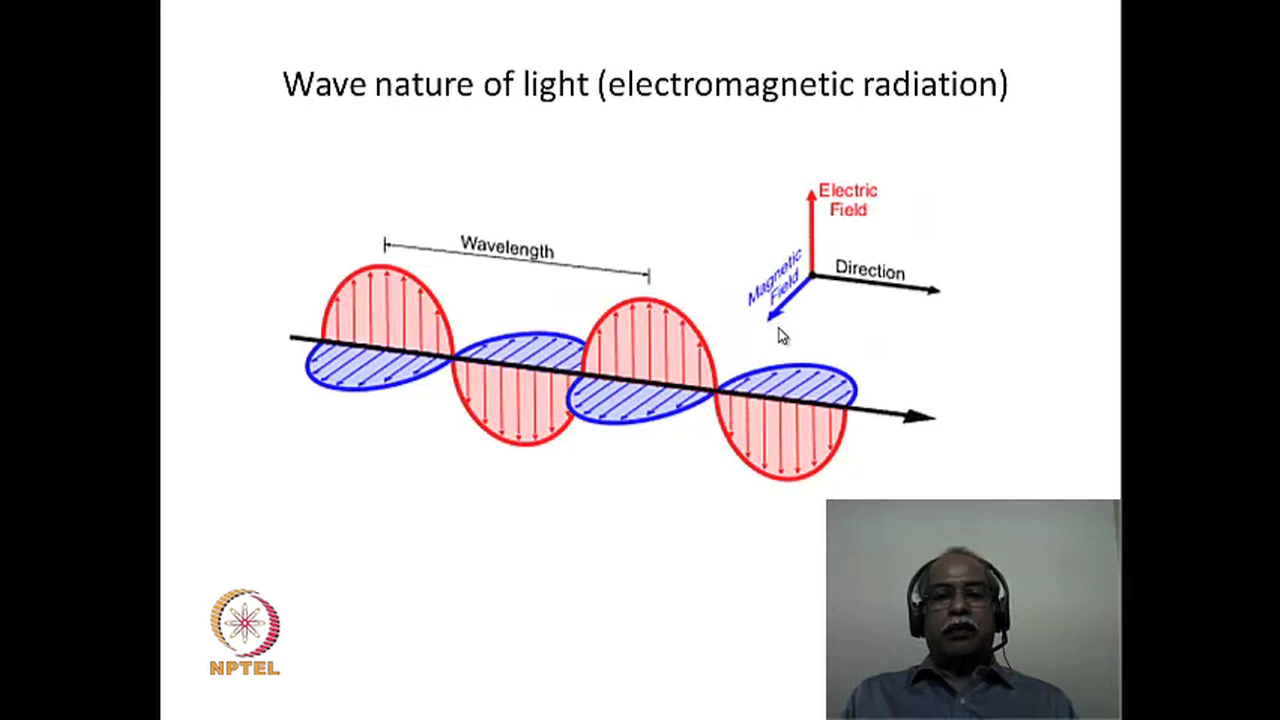 Wave nature of light (electromagnetic radiation)
Electric
Field
Wavelength
Magnetic
Field
Direction
NPTEL